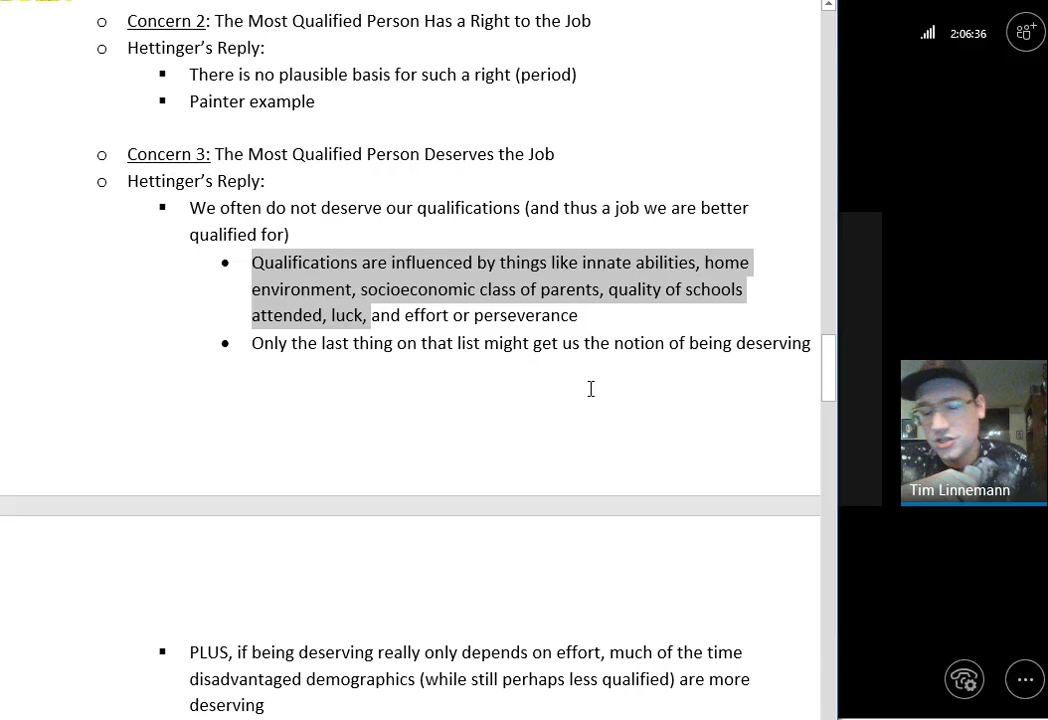 Concern 2: The Most Qualified Person Has a Right to the Job
Hettinger's Reply:
There is no plausible basis for such a right (period)
Painter example
Concern 3: The Most Qualified Person Deserves the Job
Hettinger's Reply:
We often do not deserve our qualifications (and thus a job we are better
qualified for)
Qualifications are influenced by things like innate abilities, home
environment, socioeconomic class of parents, quality of schools
attended, luck, and effort or perseverance
Only the last thing on that list might get us the notion of being deserving
PLUS, if being deserving really only depends on effort, much of the time
disadvantaged demographics (while still perhaps less qualified) are more
deserving
2:06:36
Tim Linnemann